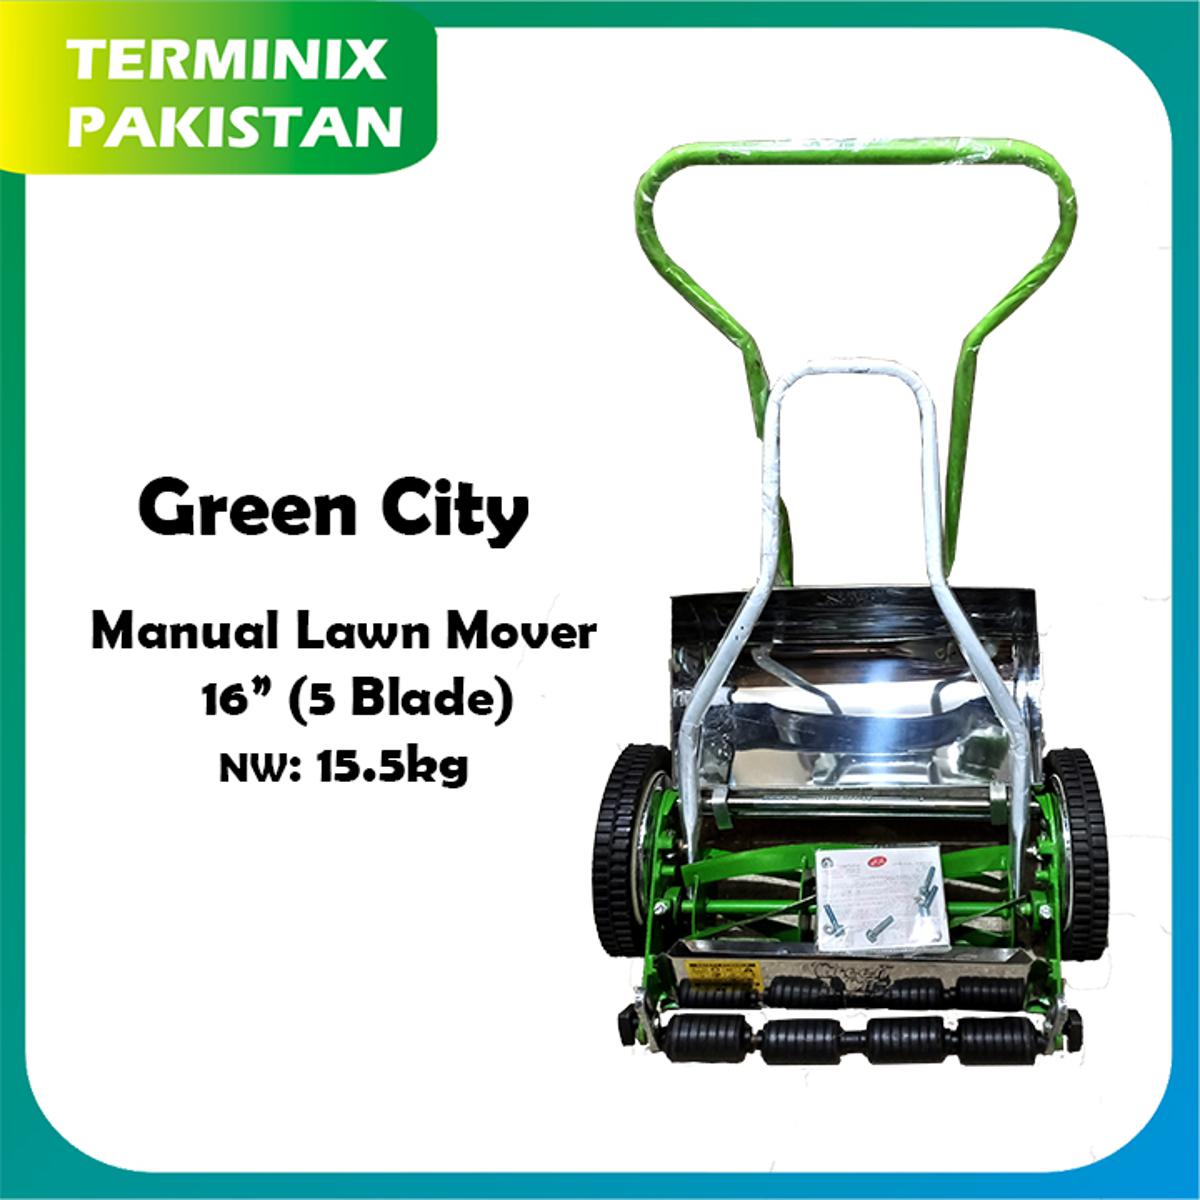 TERMINIX
PAKISTAN
Green City
Manual Lawn Mover
16” (5 Blade)
NW: 15.5kg